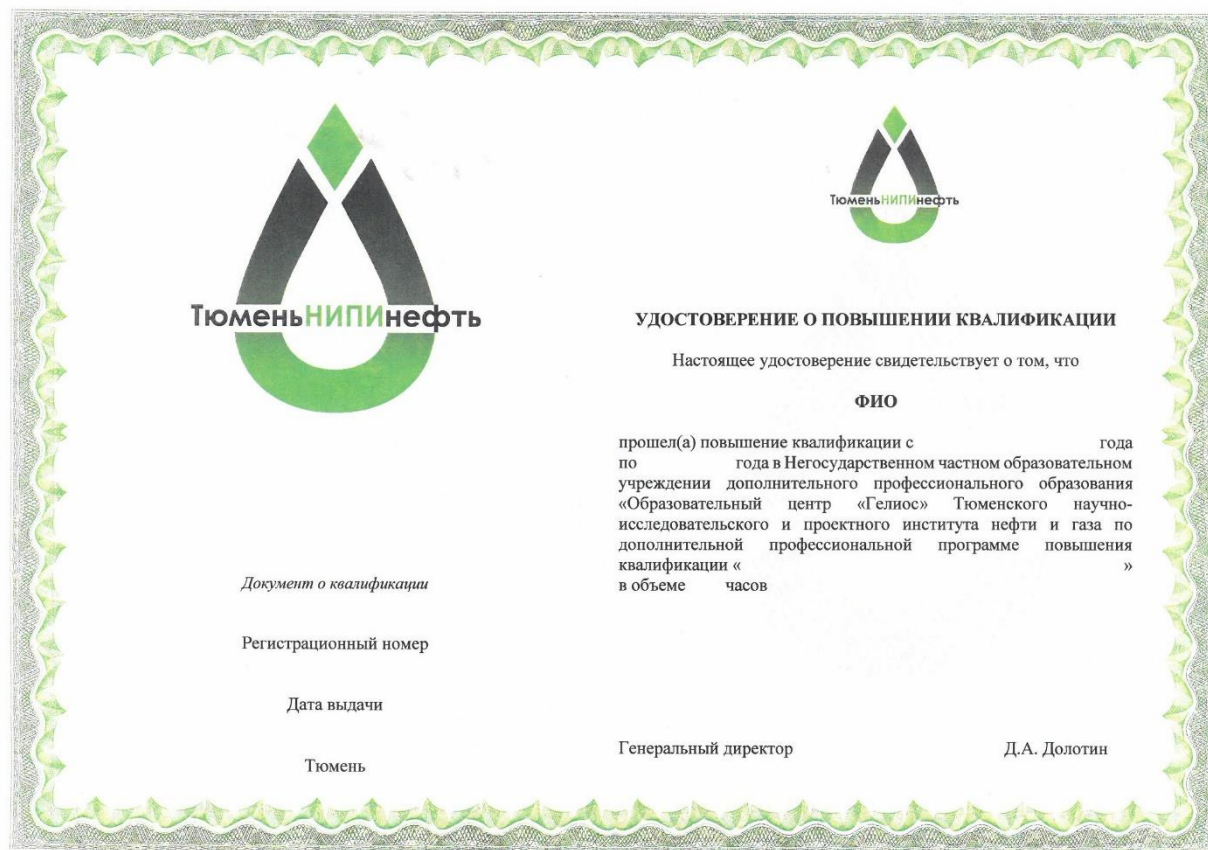 ТюменьНИПИнефть
Документ о квалификации
Регистрационный номер
Дата выдачи
Тюмень
ТюменьНИПИнефть
УДОСТОВЕРЕНИЕ О ПОВЫШЕНИИ КВАЛИФИКАЦИИ
Настоящее удостоверение свидетельствует о том, что
ФИО
прошел(а) повышение квалификации с года
по года в Негосударственном частном образовательном
учреждении дополнительного профессионального образования
«Образовательный центр «Гелиос» Тюменского научно-
исследовательского и проектного института нефти и газа по
дополнительной профессиональной программе повышения
квалификации « »
в объеме часов
Генеральный директор Д.А. Долотин